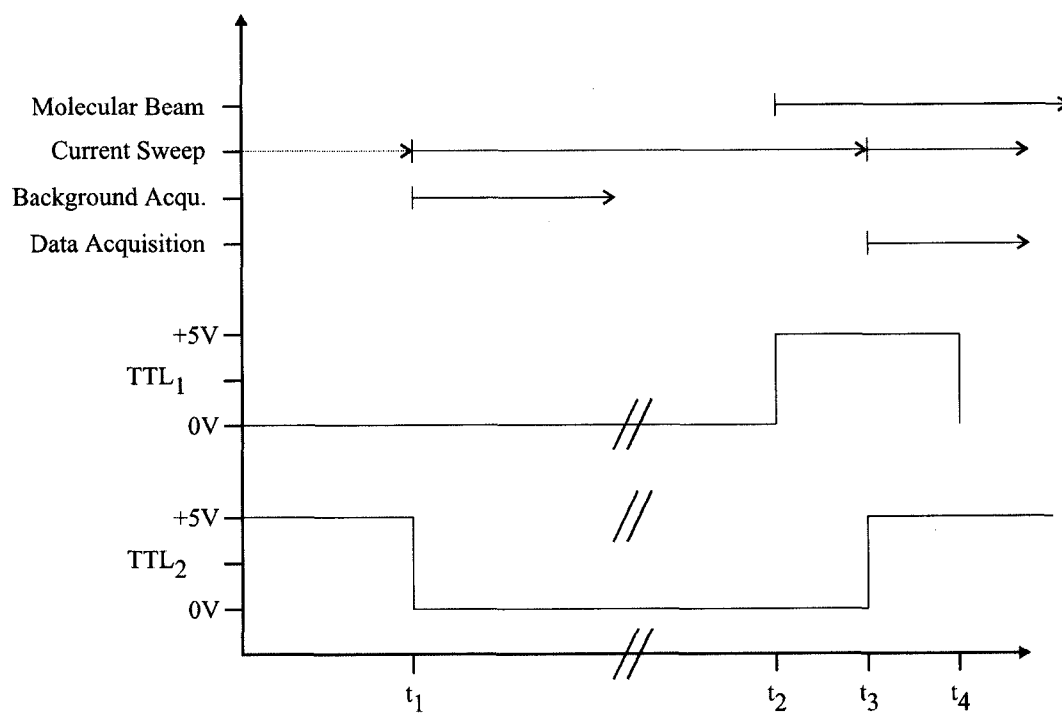 Molecular Beam
Current Sweep
Background Acqu.
Data Acquisition
+5V
TTL1
0V
+5V
TTL2
0V
t1 t2 t3 t4